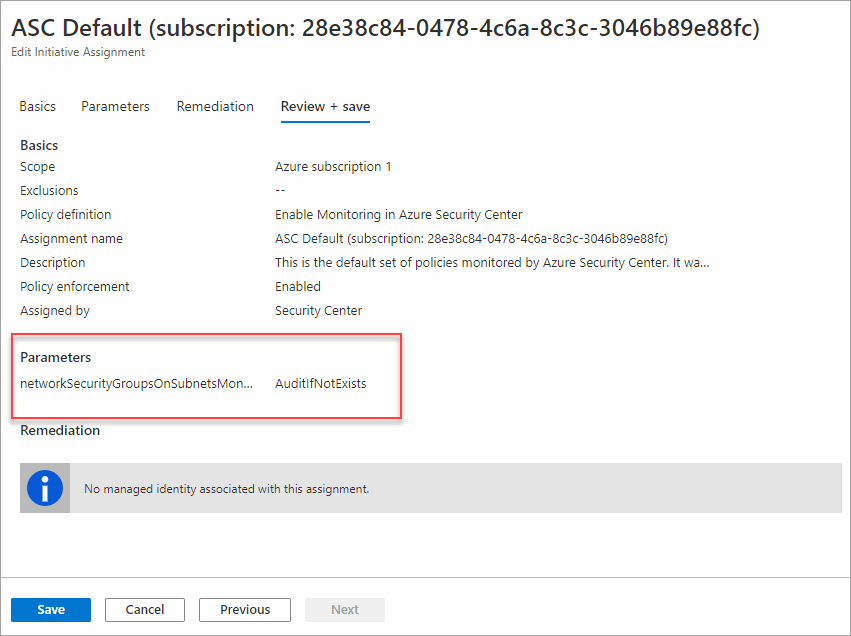 ASC Default (subscription: 28e38c84-0478-4c6a-8c3c-3046b89e88fc)
Edit Initiative Assignment
Basics Parameters Remediation Review + save
Basics
Scope Azure subscription 1
Exclusions --
Policy definition Enable Monitoring in Azure Security Center
Assignment name ASC Default (subscription: 28e38c84-0478-4c6a-8c3c-3046b89e88fc)
Description This is the default set of policies monitored by Azure Security Center. It wa...
Policy enforcement Enabled
Assigned by Security Center
Parameters
networkSecurityGroupsOnSubnetsMon... AuditIfNotExists
Remediation
No managed identity associated with this assignment.
Save Cancel Previous Next